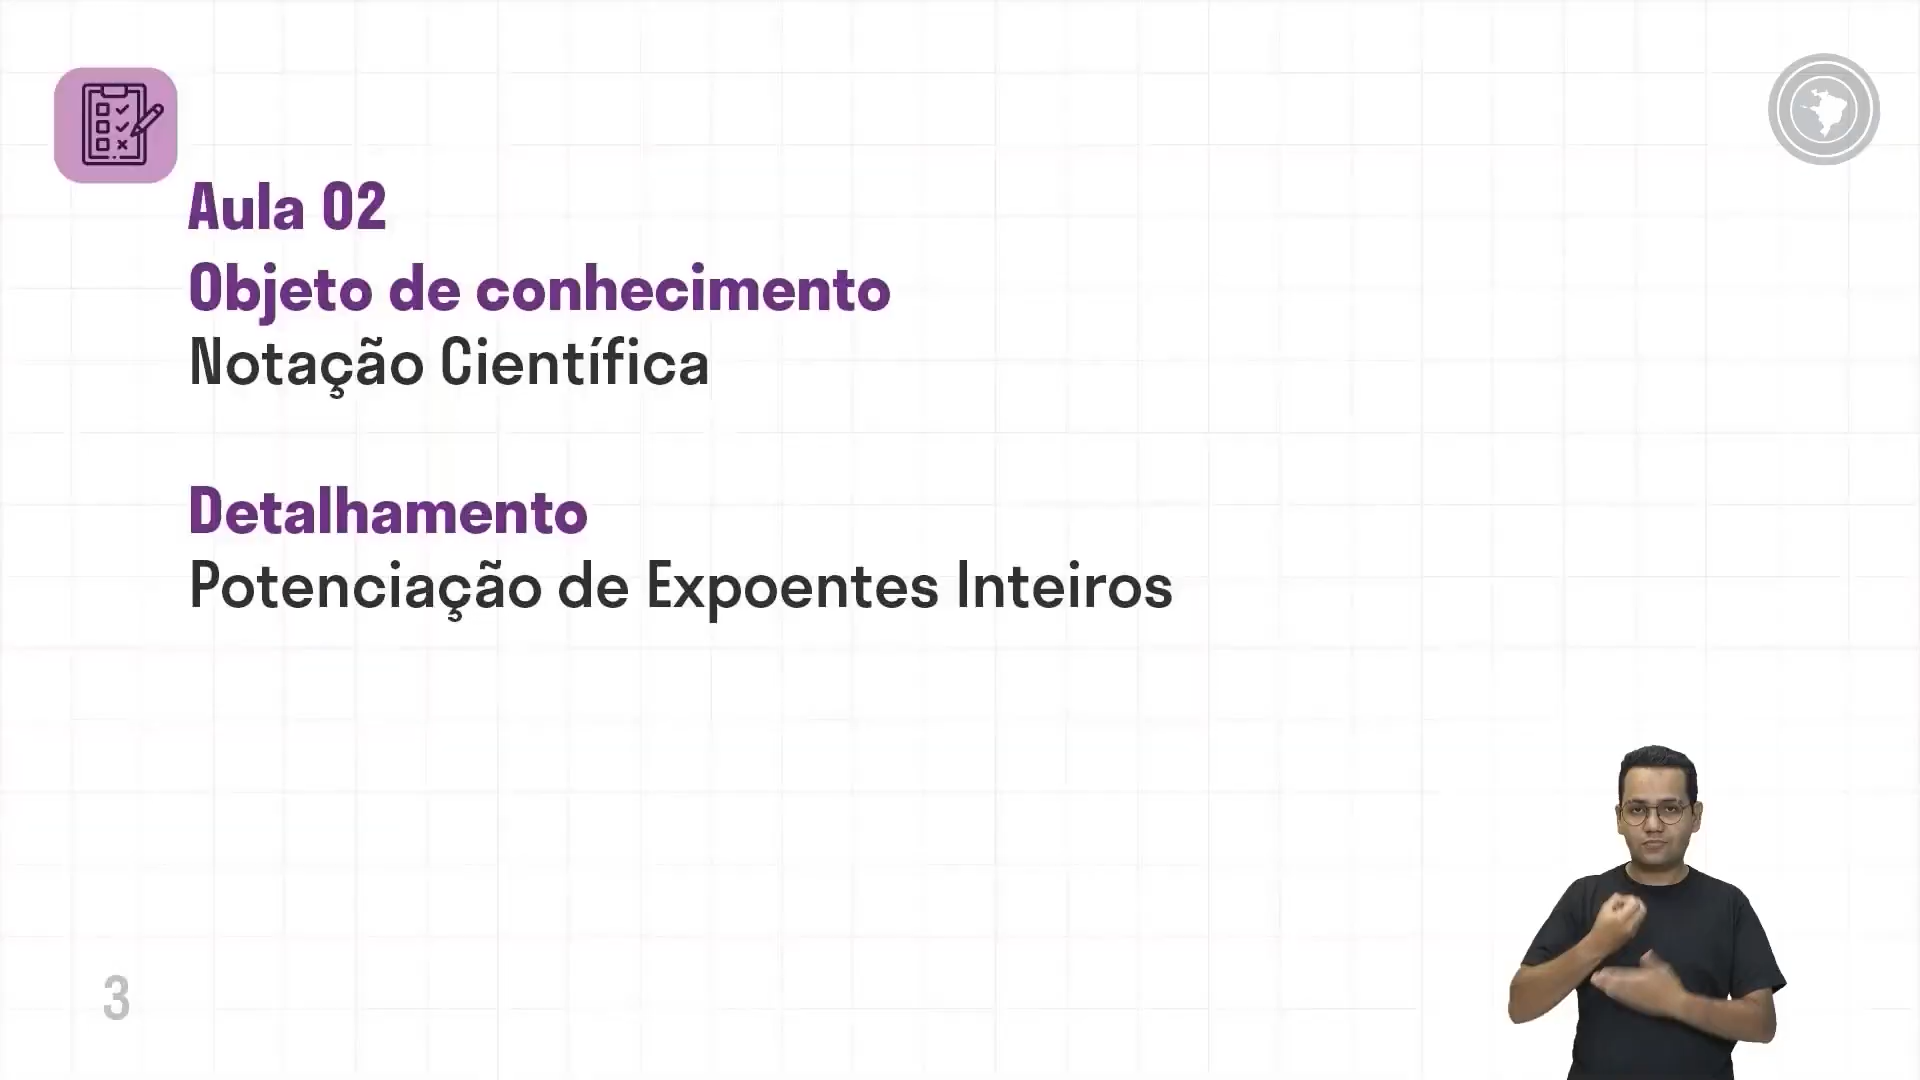 Aula 02
Objeto de conhecimento
Notação Científica
Detalhamento
Potenciação de Expoentes Inteiros
3